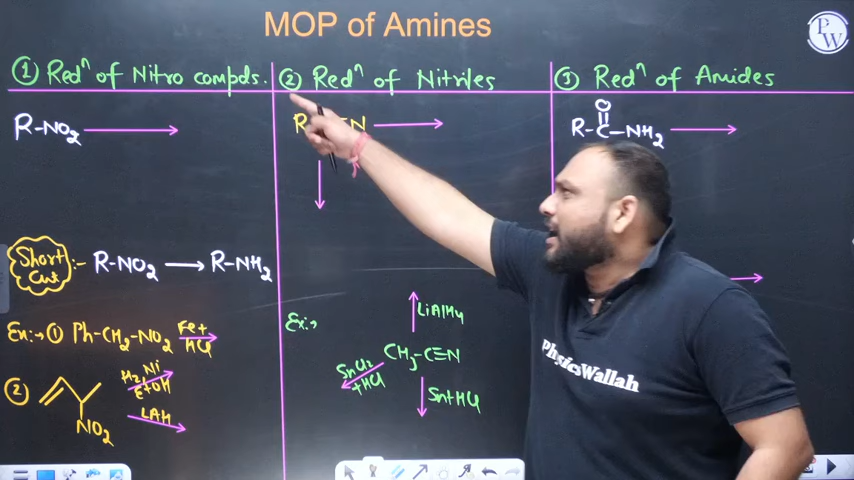 MOP of Amines
PW
① Redⁿ of Nitro compds.
R-NO₂
Short Cut :- R-NO₂ → R-NH₂
Ex:→ ① Ph-CH₂-NO₂ Fe+ HCl
②
H₂ Ni
EtOH
LAH
NO₂
② Redⁿ of Nitriles
R N
Ex:→
LiAlH₄
CH₃-C≡N
SnCl₂ +HCl
Sn+HCl
③ Redⁿ of Amides
O
R-C-NH₂
PhysicsWallah